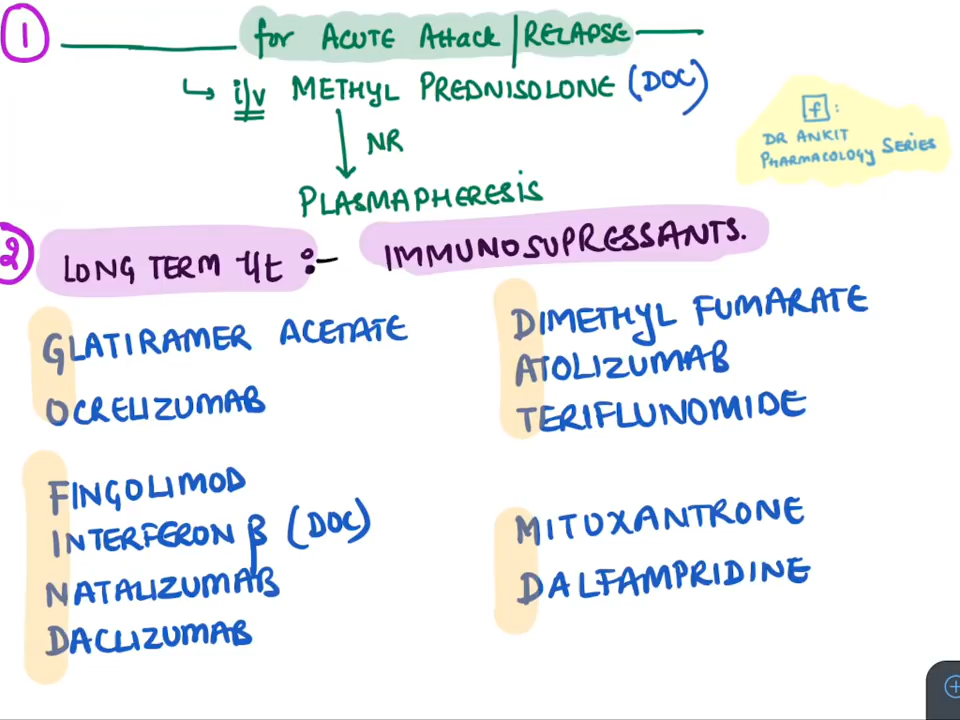 1
for ACUTE Attack | RELAPSE
↳ i/v METHYL PREDNISOLONE (DOC)
NR
PLASMAPHERESIS
f :
DR ANKIT
PHARMACOLOGY SERIES
2 LONG TERM t/t :- IMMUNOSUPRESSANTS.
GLATIRAMER ACETATE
OCRELIZUMAB
FINGOLIMOD
INTERFERON β (DOC)
NATALIZUMAB
DACLIZUMAB
DIMETHYL FUMARATE
ATOLIZUMAB
TERIFLUNOMIDE
MITOXANTRONE
DALFAMPRIDINE